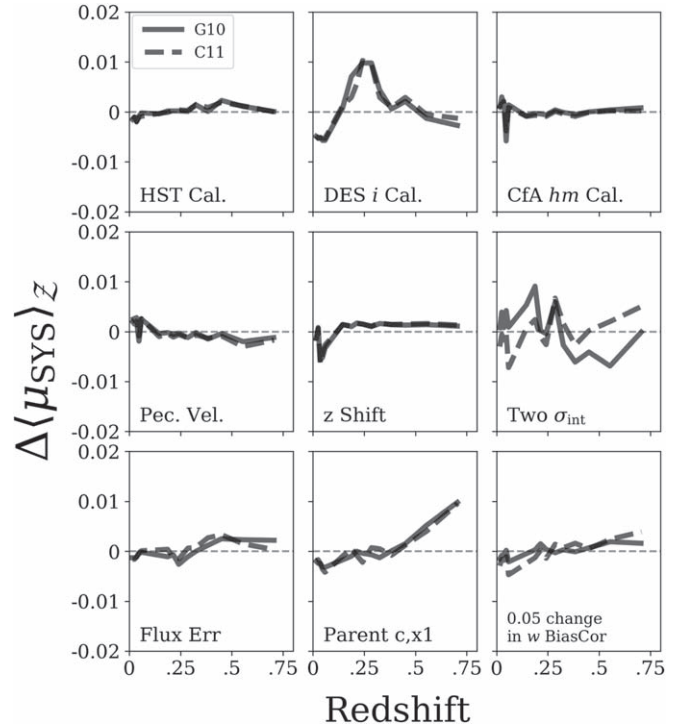 G10
C11
0.02
0.01
0
-0.01
-0.02
HST Cal.
DES i Cal.
CfA hm Cal.
0.01
0
-0.01
-0.02
Pec. Vel.
z Shift
Two σint
0.02
0.01
0
-0.01
-0.02
Flux Err
Parent c,x1
0.05 change
in w BiasCor
0 .25 .5 .75 0 .25 .5 .75 0 .25 .5 .75
Δ⟨μSYS⟩Z
Redshift